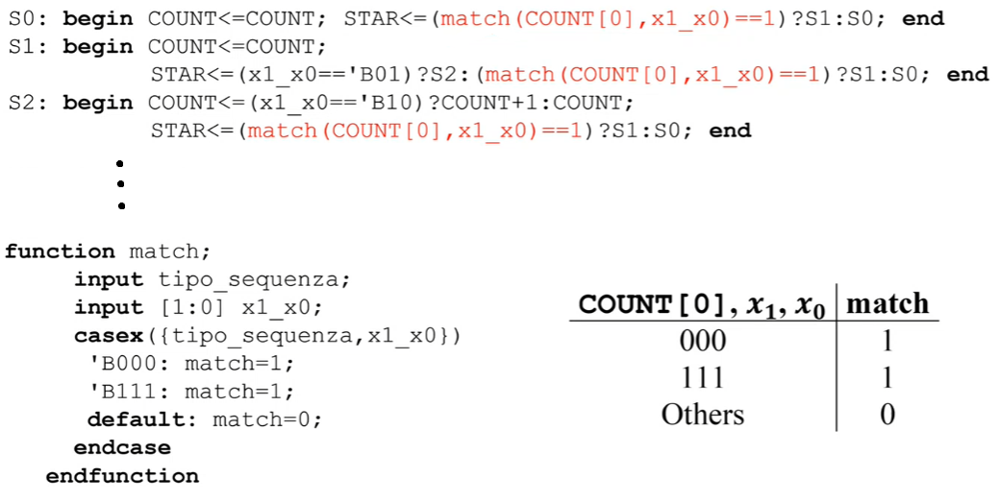 S0: begin COUNT<=COUNT; STAR<=(match(COUNT[0],x1_x0)==1)?S1:S0; end
S1: begin COUNT<=COUNT;
STAR<=(x1_x0=='B01)?S2:(match(COUNT[0],x1_x0)==1)?S1:S0; end
S2: begin COUNT<=(x1_x0=='B10)?COUNT+1:COUNT;
STAR<=(match(COUNT[0],x1_x0)==1)?S1:S0; end
function match;
input tipo_sequenza;
input [1:0] x1_x0;
casex({tipo_sequenza,x1_x0})
'B000: match=1;
'B111: match=1;
default: match=0;
endcase
endfunction
COUNT[0], x₁, x₀ match
000 1
111 1
Others 0